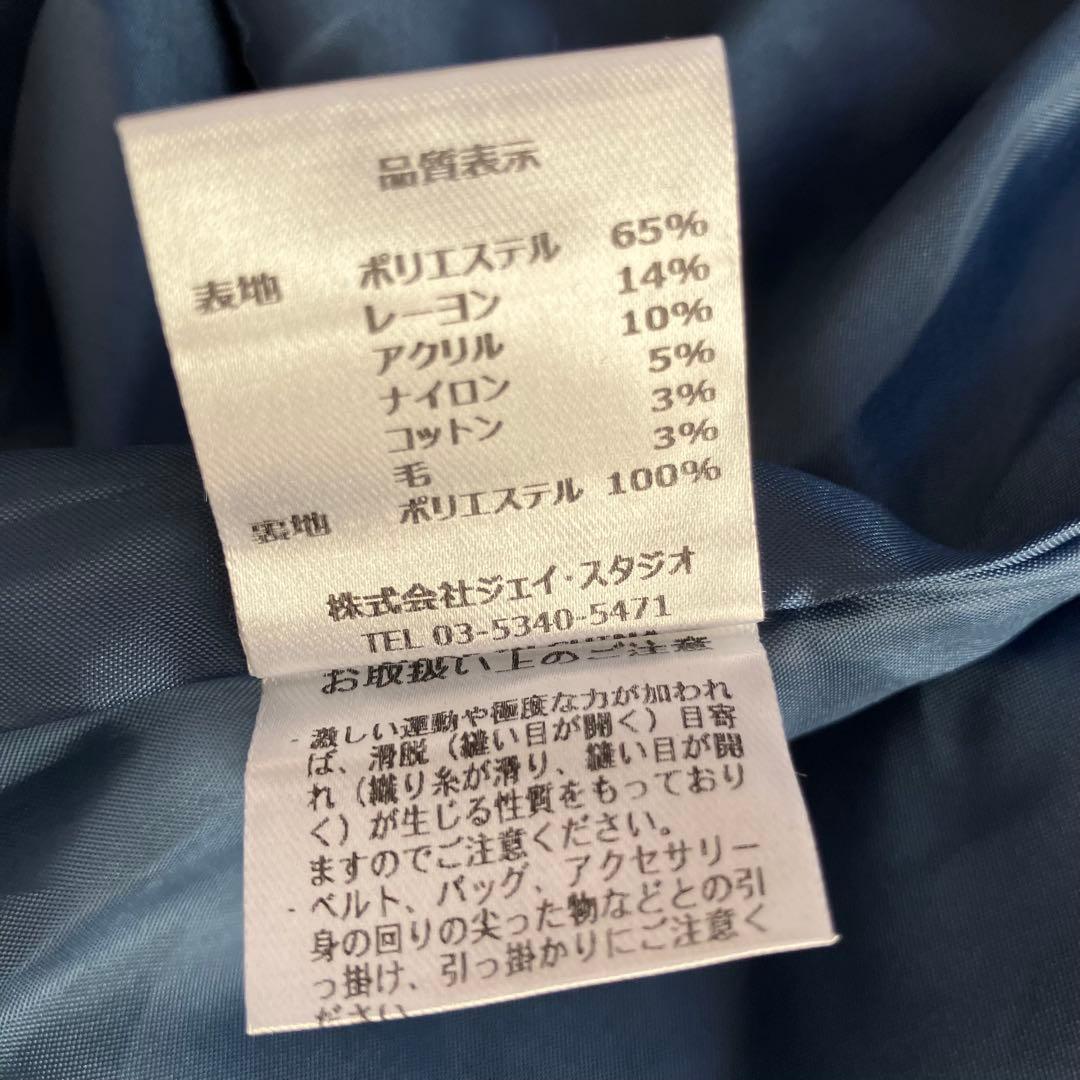 品質表示
表地 ポリエステル 65%
レーヨン 14%
アクリル 10%
ナイロン 5%
コットン 3%
毛 3%
裏地 ポリエステル 100%
株式会社ジェイ・スタジオ
TEL 03-5340-5471
お取扱い上のご注意
・激しい運動や極度な力が加われ
ば、滑脱（縫い目が開く）目寄
れ（織り糸が滑り、縫い目が開
く）が生じる性質をもっており
ますのでご注意ください。
・ベルト、バッグ、アクセサリー
身の回りの尖った物などとの引
っ掛け、引っ掛かりにご注意く
ださい